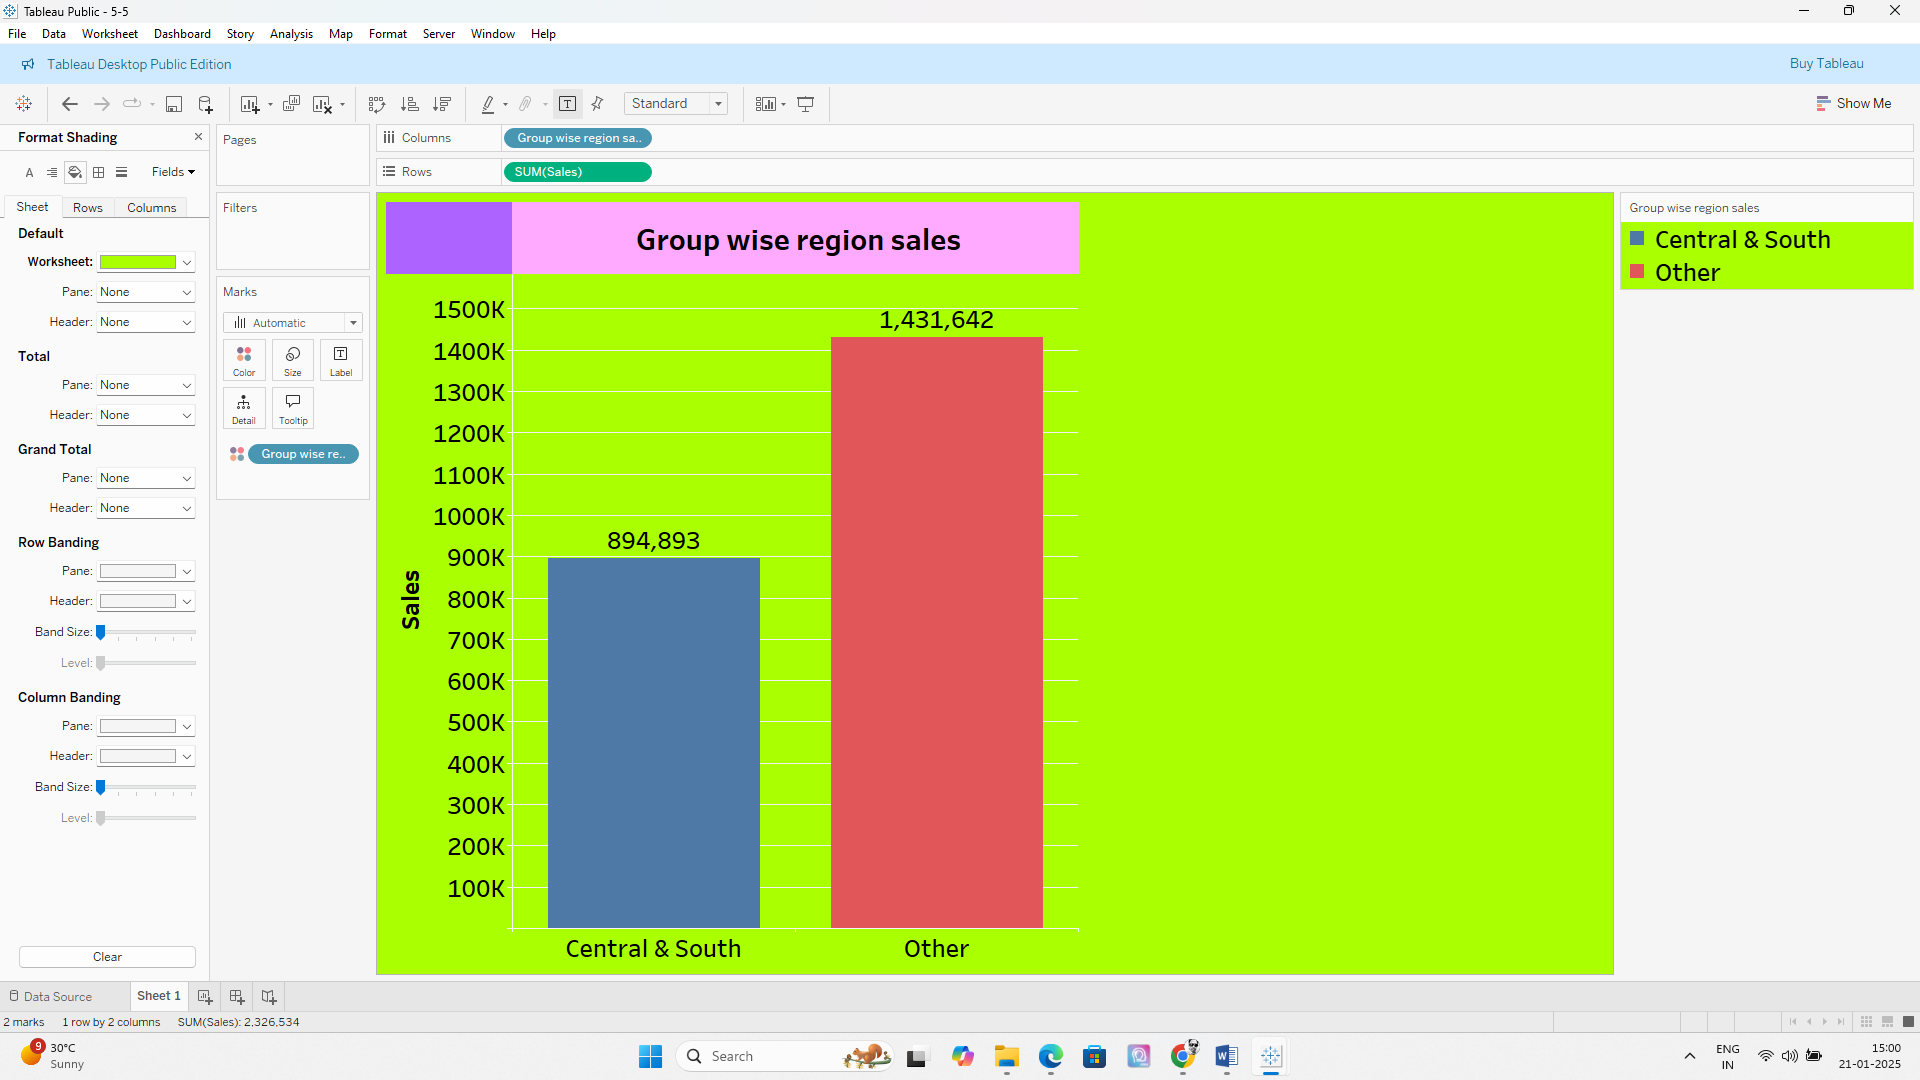 Tableau Public - 5-5
File Data Worksheet Dashboard Story Analysis Map Format Server Window Help
Tableau Desktop Public Edition
Buy Tableau
Standard
Show Me
Format Shading
Fields
Sheet Rows Columns
Default
Worksheet:
Pane: None
Header: None
Total
Pane: None
Header: None
Grand Total
Pane: None
Header: None
Row Banding
Pane:
Header:
Band Size:
Level:
Column Banding
Pane:
Header:
Band Size:
Level:
Clear
Pages
Filters
Marks
Automatic
Color Size Label
Detail Tooltip
Group wise re..
Columns Group wise region sa..
Rows SUM(Sales)
Group wise region sales
1500K
1,431,642
1400K
1300K
1200K
1100K
1000K
894,893
900K
800K
700K
600K
500K
400K
300K
200K
100K
Sales
Central & South Other
Group wise region sales
Central & South
Other
Data Source Sheet 1
2 marks 1 row by 2 columns SUM(Sales): 2,326,534
9
30°C
Sunny
Search
ENG
IN
15:00
21-01-2025